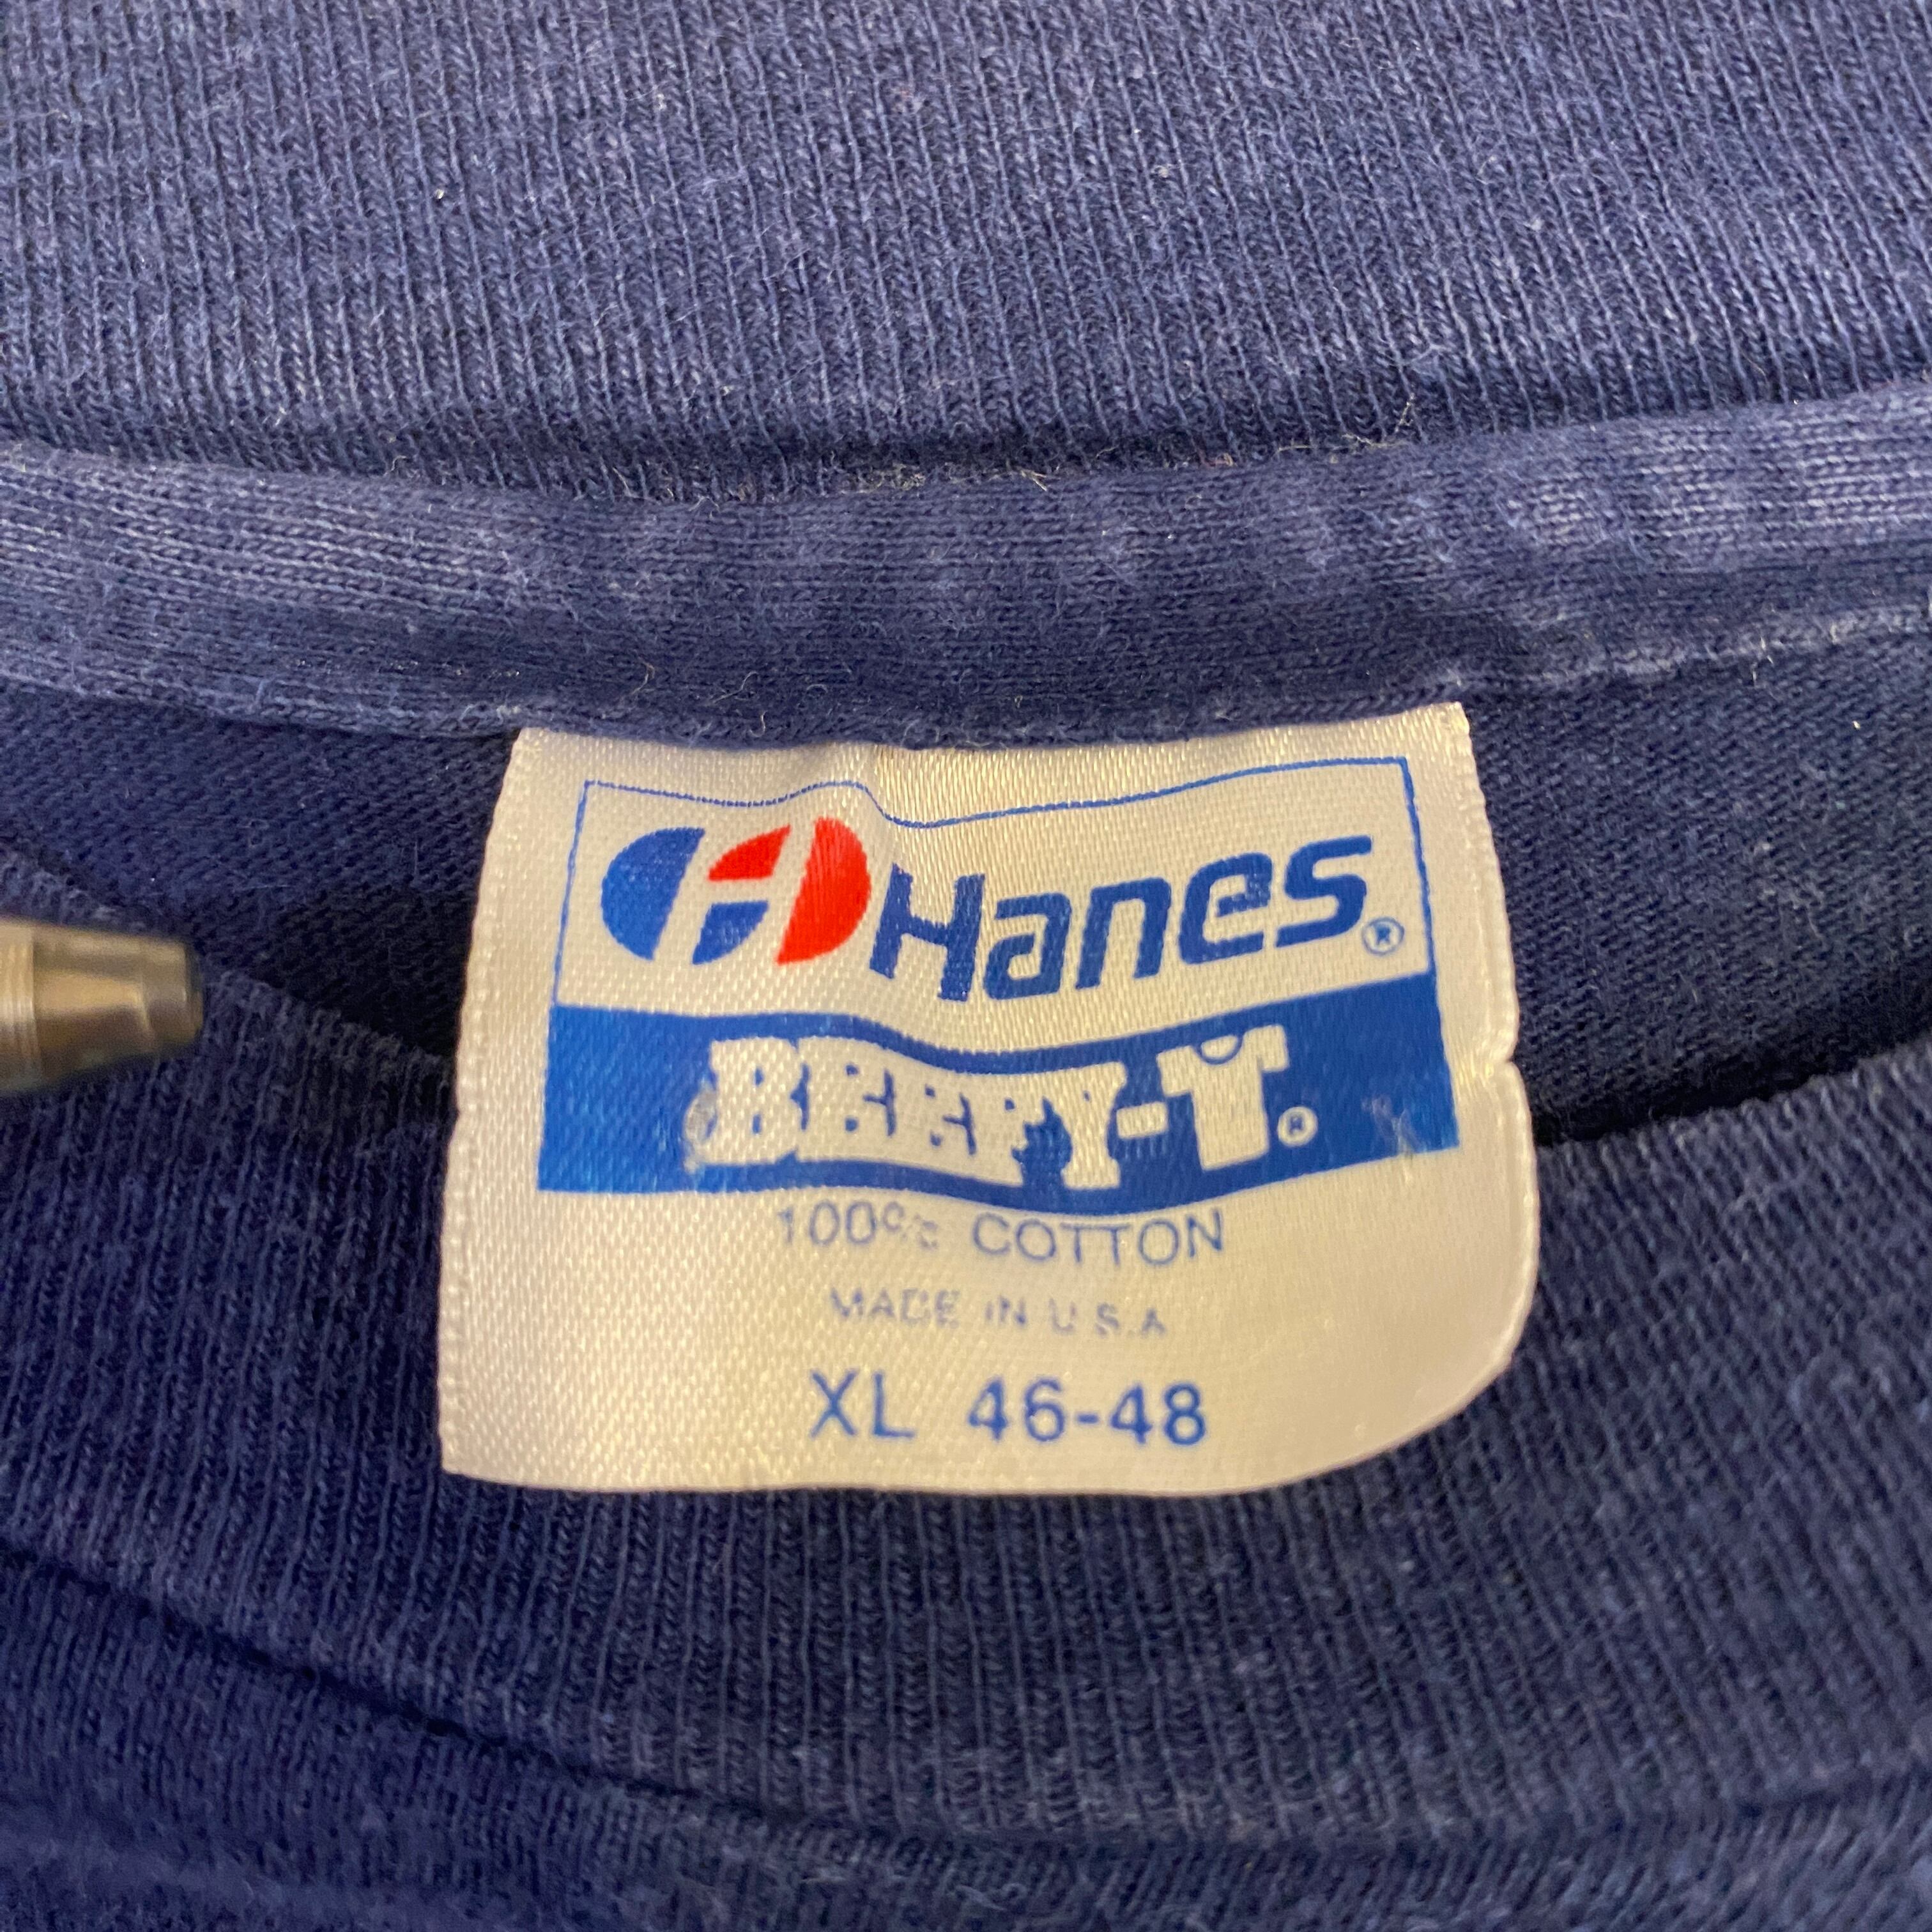 Hanes®
BEEFY-T®
100% COTTON
MADE IN U.S.A
XL 46-48